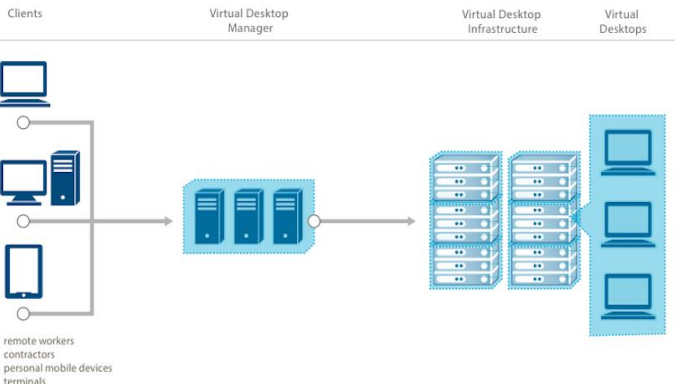 Clients
Virtual Desktop
Manager
Virtual Desktop
Infrastructure
Virtual
Desktops
remote workers
contractors
personal mobile devices
terminals